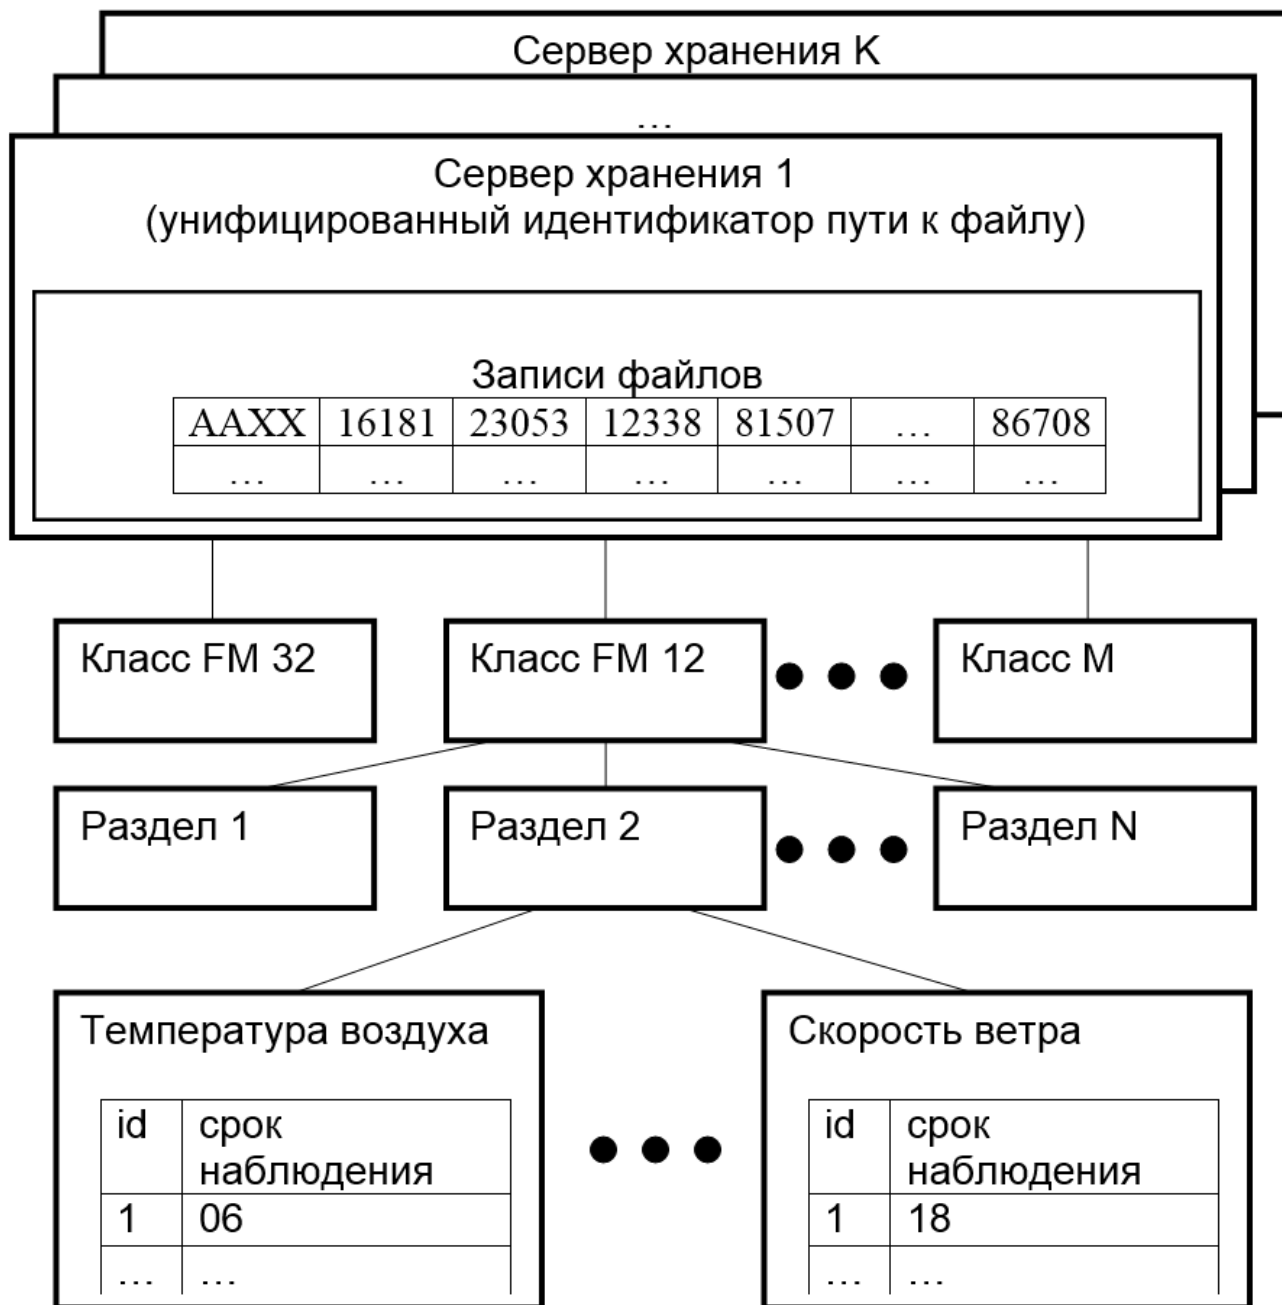 Сервер хранения K
...
Сервер хранения 1
(унифицированный идентификатор пути к файлу)
Записи файлов
AAXX 16181 23053 12338 81507 ... 86708
... ... ... ... ... ... ...
Класс FM 32 Класс FM 12 Класс M
Раздел 1 Раздел 2 Раздел N
Температура воздуха
id срок
наблюдения
1 06
... ...
Скорость ветра
id срок
наблюдения
1 18
... ...